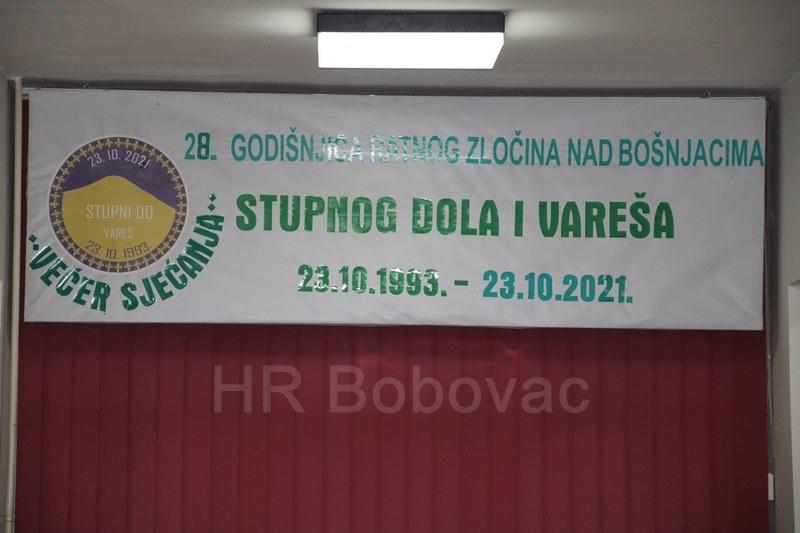 23. 10. 2021.
STUPNI DO
VAREŠ
23. 10. 1993.
••VEČER SJEĆANJA••
28. GODIŠNJICA RATNOG ZLOČINA NAD BOŠNJACIMA
STUPNOG DOLA I VAREŠA
23.10.1993. – 23.10.2021.
HR Bobovac